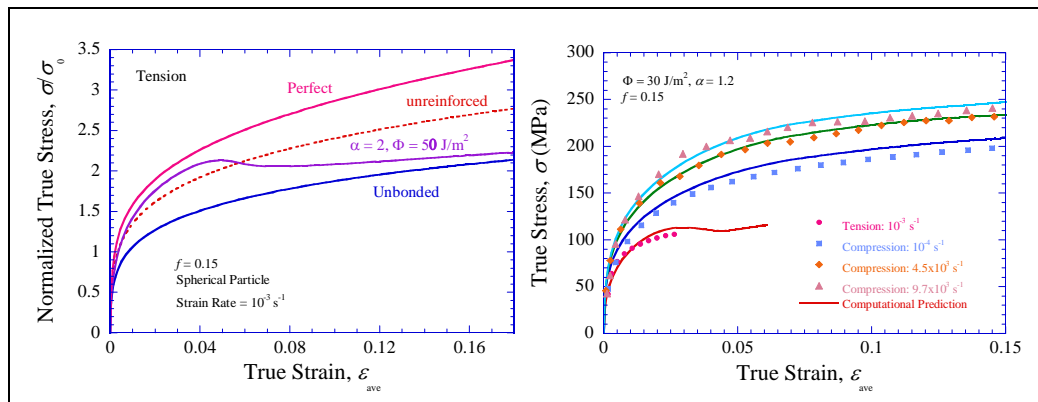 Normalized True Stress, σ/σ₀
3.5
3
2.5
2
1.5
1
0.5
0
0
0.04
0.08
0.12
0.16
True Strain, εave
Tension
Perfect
unreinforced
α = 2, Φ = 50 J/m²
Unbonded
f = 0.15
Spherical Particle
Strain Rate = 10⁻³ s⁻¹
True Stress, σ (MPa)
300
250
200
150
100
50
0
0
0.05
0.1
0.15
True Strain, εave
Φ = 30 J/m², α = 1.2
f = 0.15
Tension: 10⁻³ s⁻¹
Compression: 10⁻⁴ s⁻¹
Compression: 4.5x10³ s⁻¹
Compression: 9.7x10³ s⁻¹
Computational Prediction